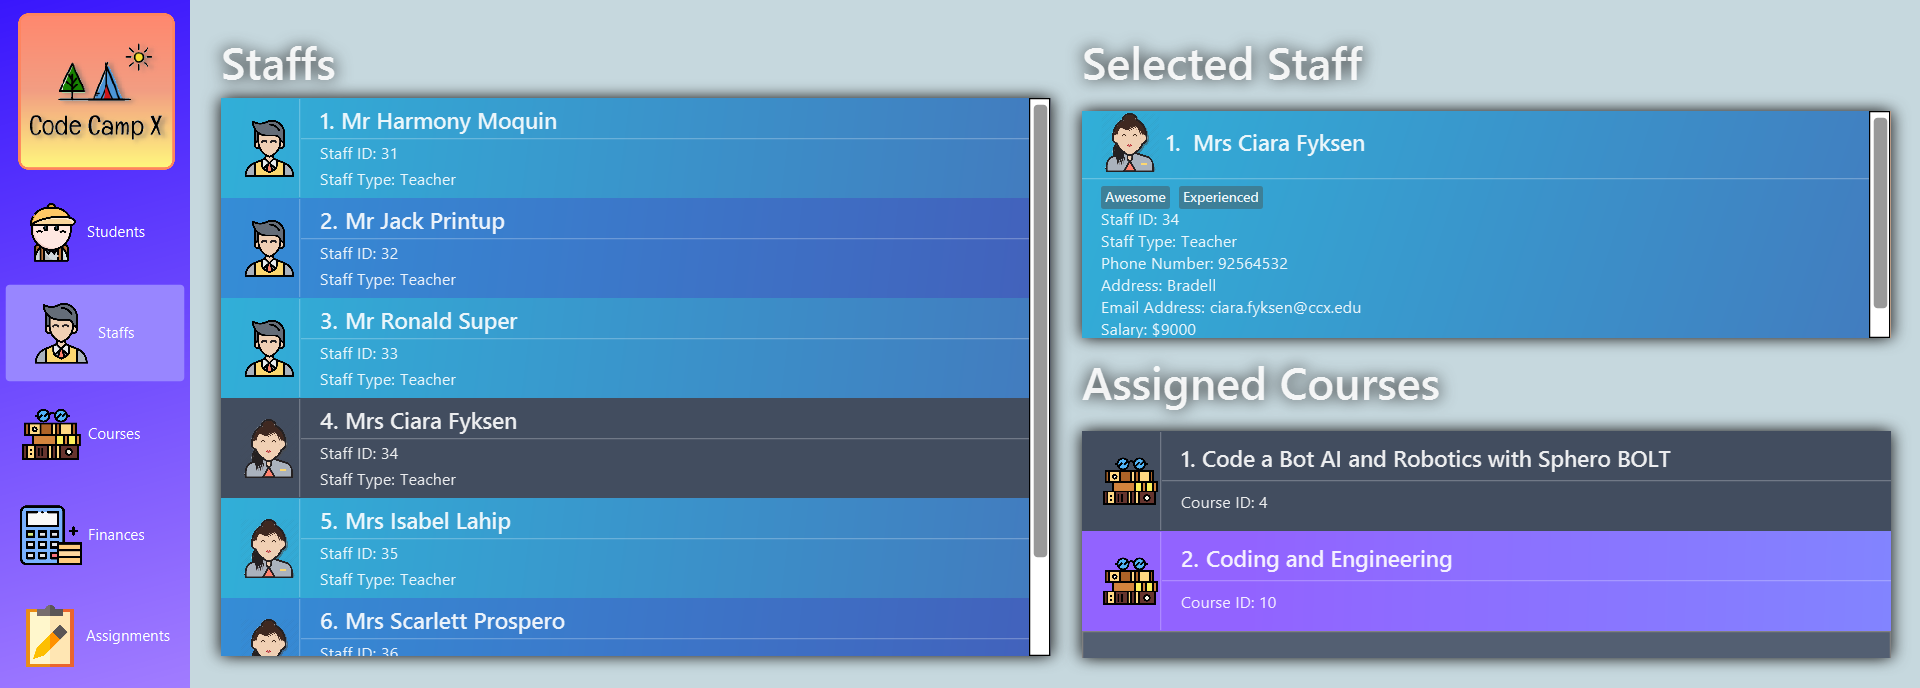 Code Camp X
Students
Staffs
Courses
Finances
Assignments
Staffs
1. Mr Harmony Moquin
Staff ID: 31
Staff Type: Teacher
2. Mr Jack Printup
Staff ID: 32
Staff Type: Teacher
3. Mr Ronald Super
Staff ID: 33
Staff Type: Teacher
4. Mrs Ciara Fyksen
Staff ID: 34
Staff Type: Teacher
5. Mrs Isabel Lahip
Staff ID: 35
Staff Type: Teacher
6. Mrs Scarlett Prospero
Staff ID: 36
Selected Staff
1. Mrs Ciara Fyksen
Awesome Experienced
Staff ID: 34
Staff Type: Teacher
Phone Number: 92564532
Address: Bradell
Email Address: ciara.fyksen@ccx.edu
Salary: $9000
Assigned Courses
1. Code a Bot AI and Robotics with Sphero BOLT
Course ID: 4
2. Coding and Engineering
Course ID: 10